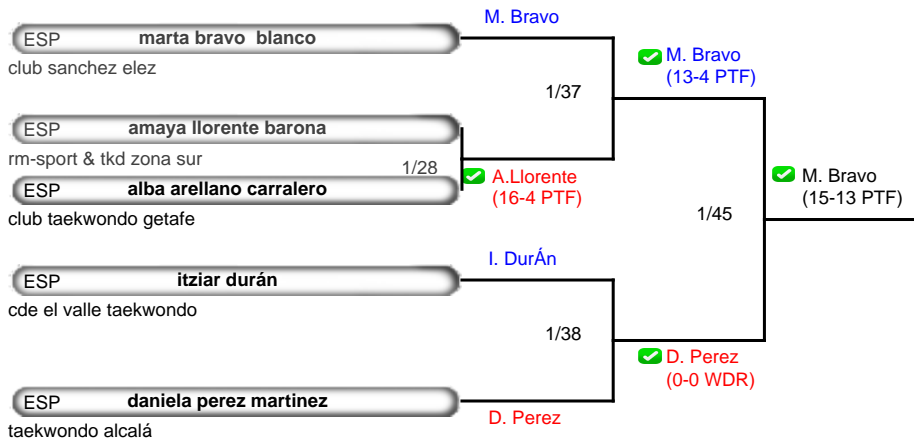 M. Bravo
ESP marta bravo  blanco
club sanchez elez
M. Bravo
(13-4 PTF)
1/37
ESP amaya llorente barona
rm-sport & tkd zona sur
1/28
A.Llorente
(16-4 PTF)
ESP alba arellano carralero
club taekwondo getafe
M. Bravo
(15-13 PTF)
1/45
I. DurÁn
ESP itziar durán
cde el valle taekwondo
1/38
D. Perez
(0-0 WDR)
ESP daniela perez martinez
D. Perez
taekwondo alcalá